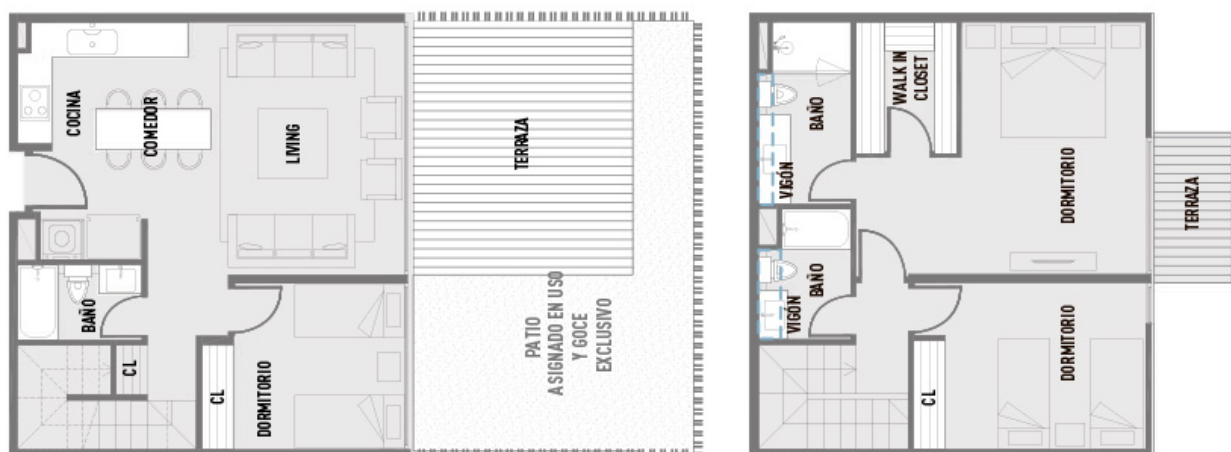 COCINA
COMEDOR
LIVING
TERRAZA
BAÑO
CL
CL
DORMITORIO
PATIO
ASIGNADO EN USO
Y GOCE
EXCLUSIVO
BAÑO
WALK IN
CLOSET
VIGÓN
DORMITORIO
TERRAZA
BAÑO
VIGÓN
CL
DORMITORIO